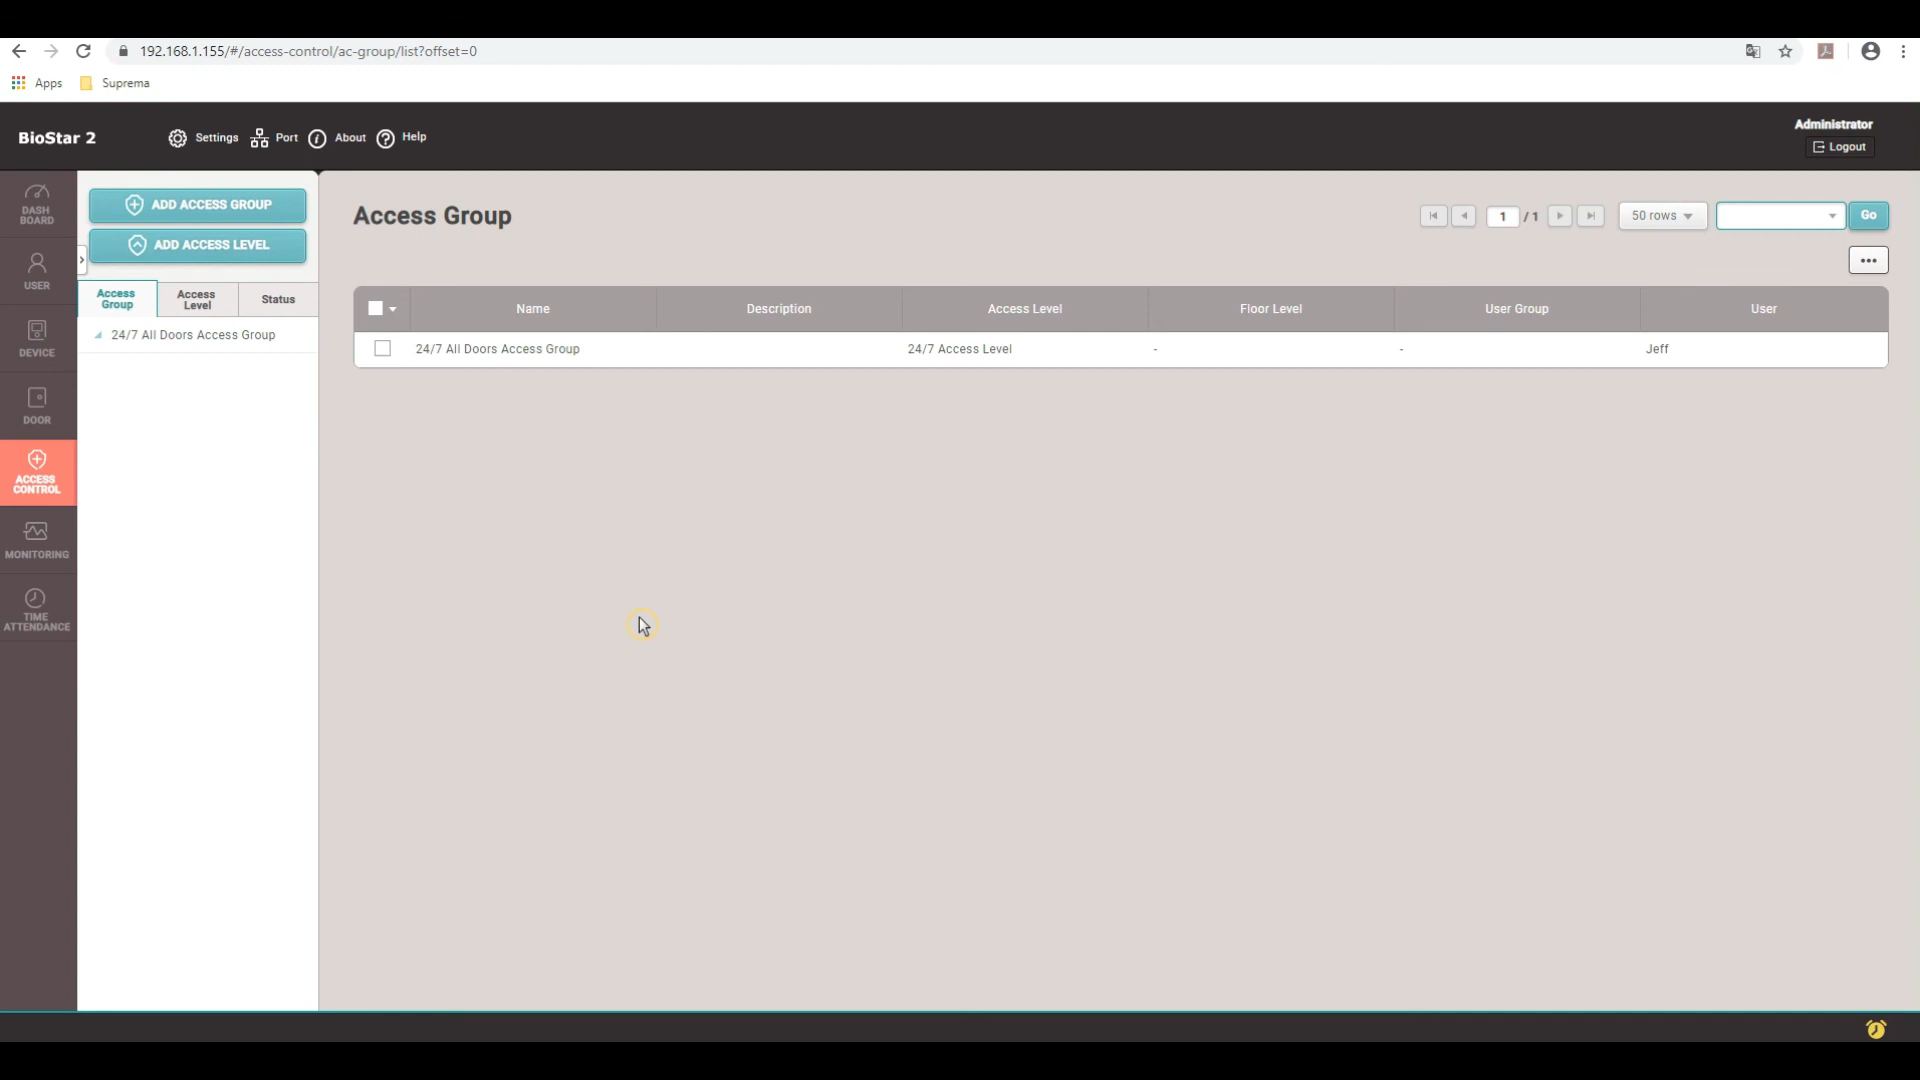 192.168.1.155/#/access-control/ac-group/list?offset=0
Apps
Suprema
BioStar 2
Settings
Port
About
Help
Administrator
Logout
DASH
BOARD
USER
DEVICE
DOOR
ACCESS
CONTROL
MONITORING
TIME
ATTENDANCE
ADD ACCESS GROUP
ADD ACCESS LEVEL
Access
Group
Access
Level
Status
24/7 All Doors Access Group
Access Group
1 / 1
50 rows
Go
Name
Description
Access Level
Floor Level
User Group
User
24/7 All Doors Access Group
24/7 Access Level
-
-
Jeff